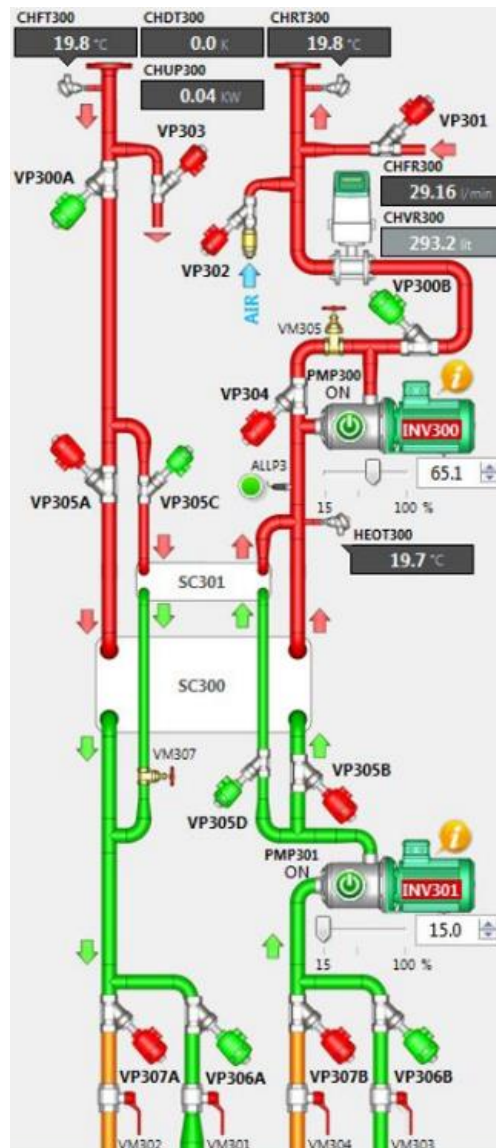 CHFT300 CHDT300 CHRT300
19.8 °C 0.0 K 19.8 °C
CHUP300
0.04 KW
VP303
VP301
VP300A
CHFR300
29.16 l/min
CHVR300
293.2 lit
VP302
VP300B
AIR
VM305
VP304
PMP300
ON
INV300
VP305A
VP305C
ALLP3
65.1
15 100 %
HEOT300
19.7 °C
SC301
SC300
VM307
VP305B
VP305D
PMP301
ON
INV301
15.0
15 100 %
VP307A
VP306A
VP307B
VP306B
VM302
VM301
VM304
VM303